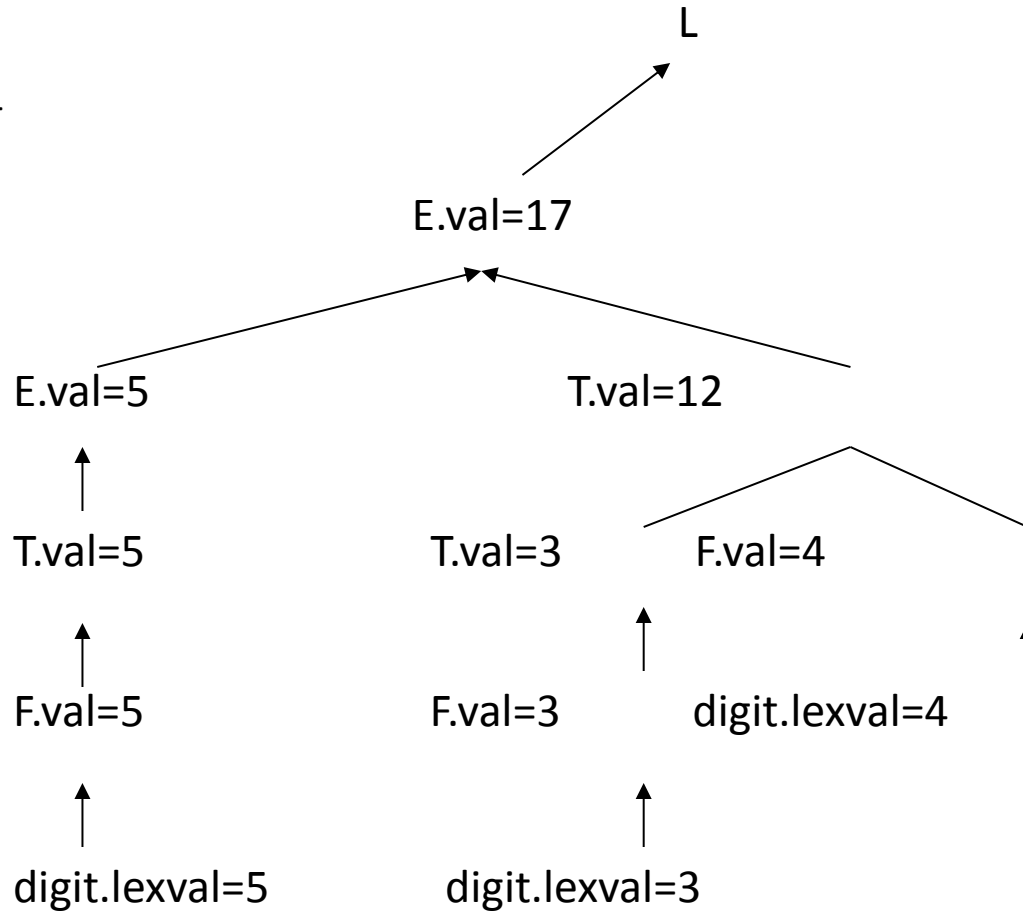 L
E.val=17
E.val=5 T.val=12
T.val=5 T.val=3 F.val=4
F.val=5 F.val=3 digit.lexval=4
digit.lexval=5 digit.lexval=3